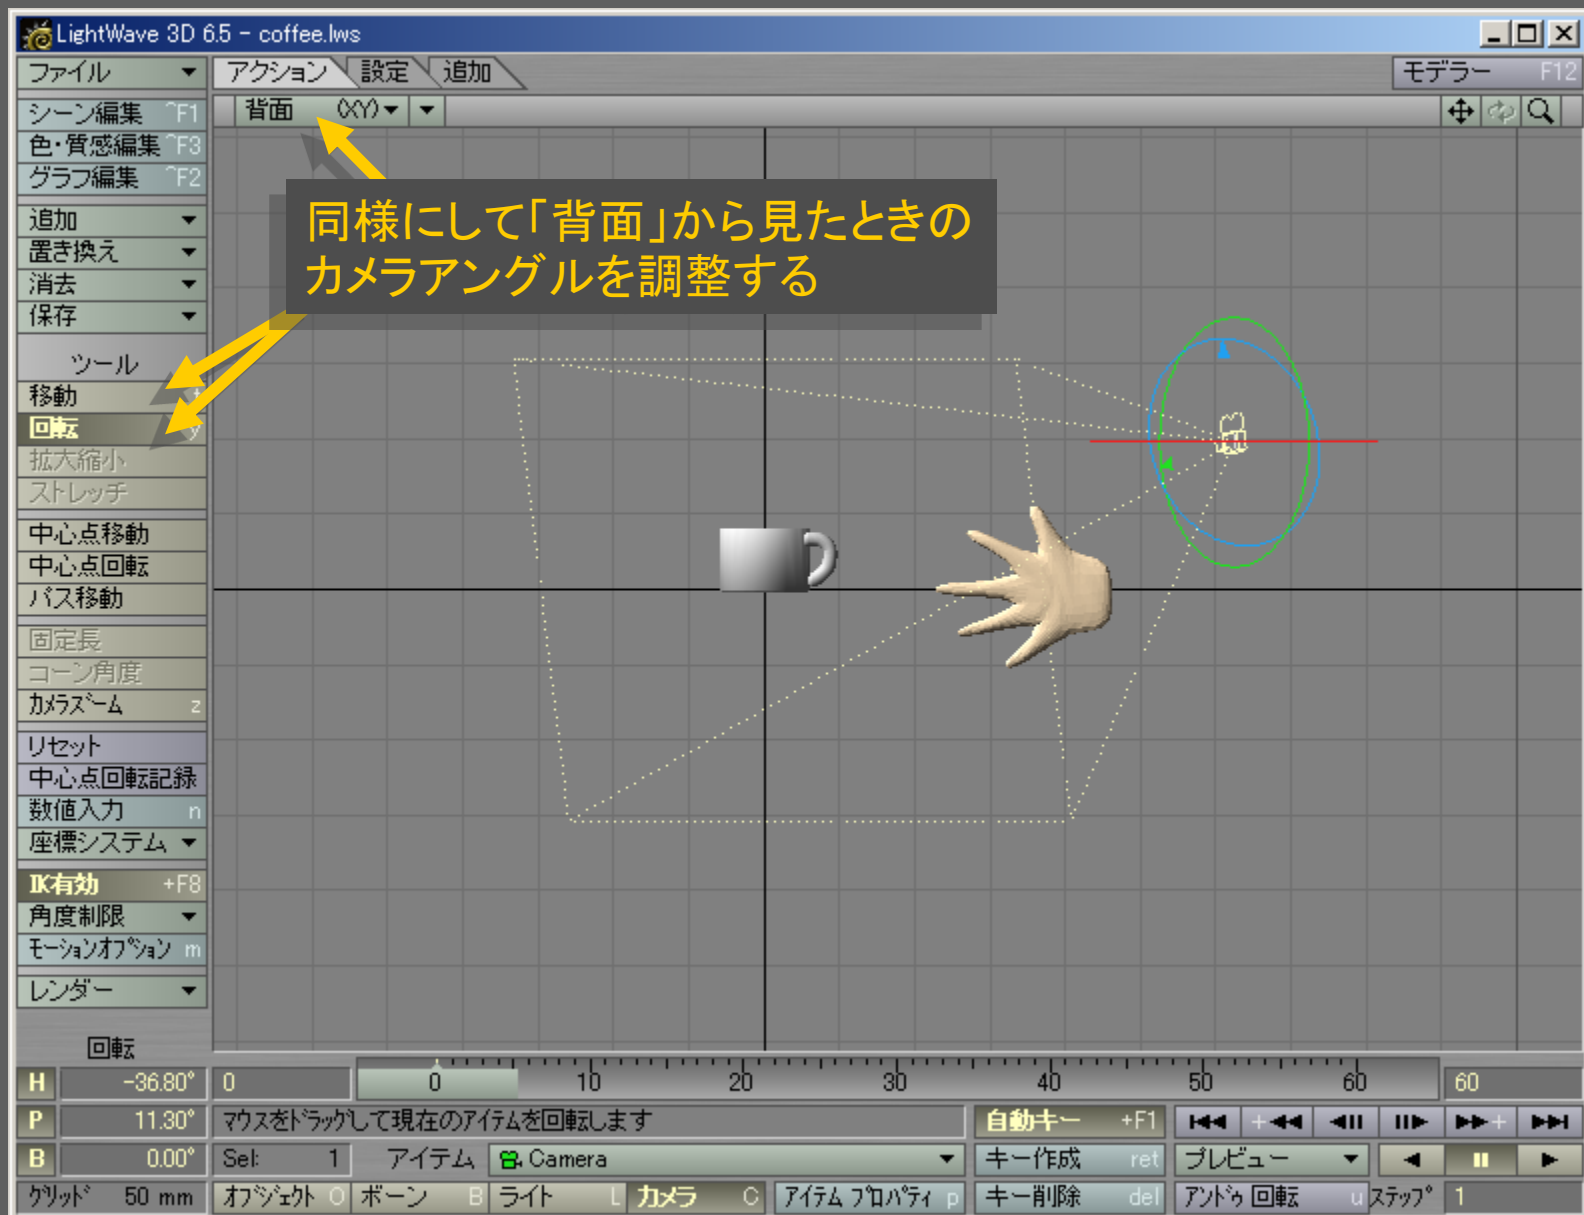 LightWave 3D 6.5 - coffee.lws
ファイル
アクション 設定 追加
モデラー F12
シーン編集 ^F1
背面 (XY)
色・質感編集 ^F3
グラフ編集 ^F2
追加
置き換え
消去
保存
同様にして「背面」から見たときの
カメラアングルを調整する
ツール
移動 t
回転 y
拡大縮小
ストレッチ
中心点移動
中心点回転
パス移動
固定長
コーン角度
カメラズーム z
リセット
中心点回転記録
数値入力 n
座標システム
IK有効 +F8
角度制限
モーションオプション m
レンダー
回転
H -36.80° 0 0 10 20 30 40 50 60 60
P 11.30° マウスをドラッグして現在のアイテムを回転します 自動キー +F1
B 0.00° Sel: 1 アイテム Camera キー作成 ret プレビュー
グリッド 50 mm オブジェクト O ボーン B ライト L カメラ C アイテム プロパティ p キー削除 del アンドゥ 回転 u ステップ 1